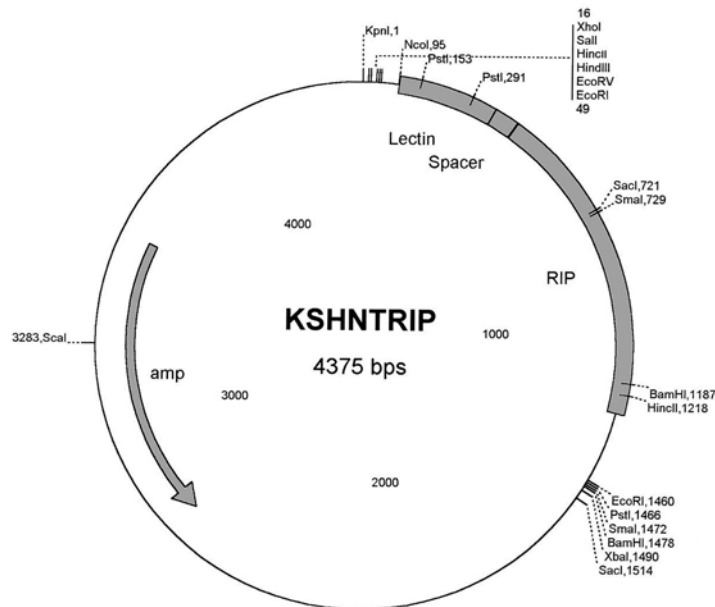 KpnI,1
NcoI,95
PstI,153
PstI,291
16
XhoI
SalI
HincII
HindIII
EcoRV
EcoRI
49
Lectin
Spacer
SacI,721
SmaI,729
4000
RIP
KSHNTRIP
4375 bps
1000
3283,ScaI
amp
3000
BamHI,1187
HincII,1218
2000
EcoRI,1460
PstI,1466
SmaI,1472
BamHI,1478
XbaI,1490
SacI,1514